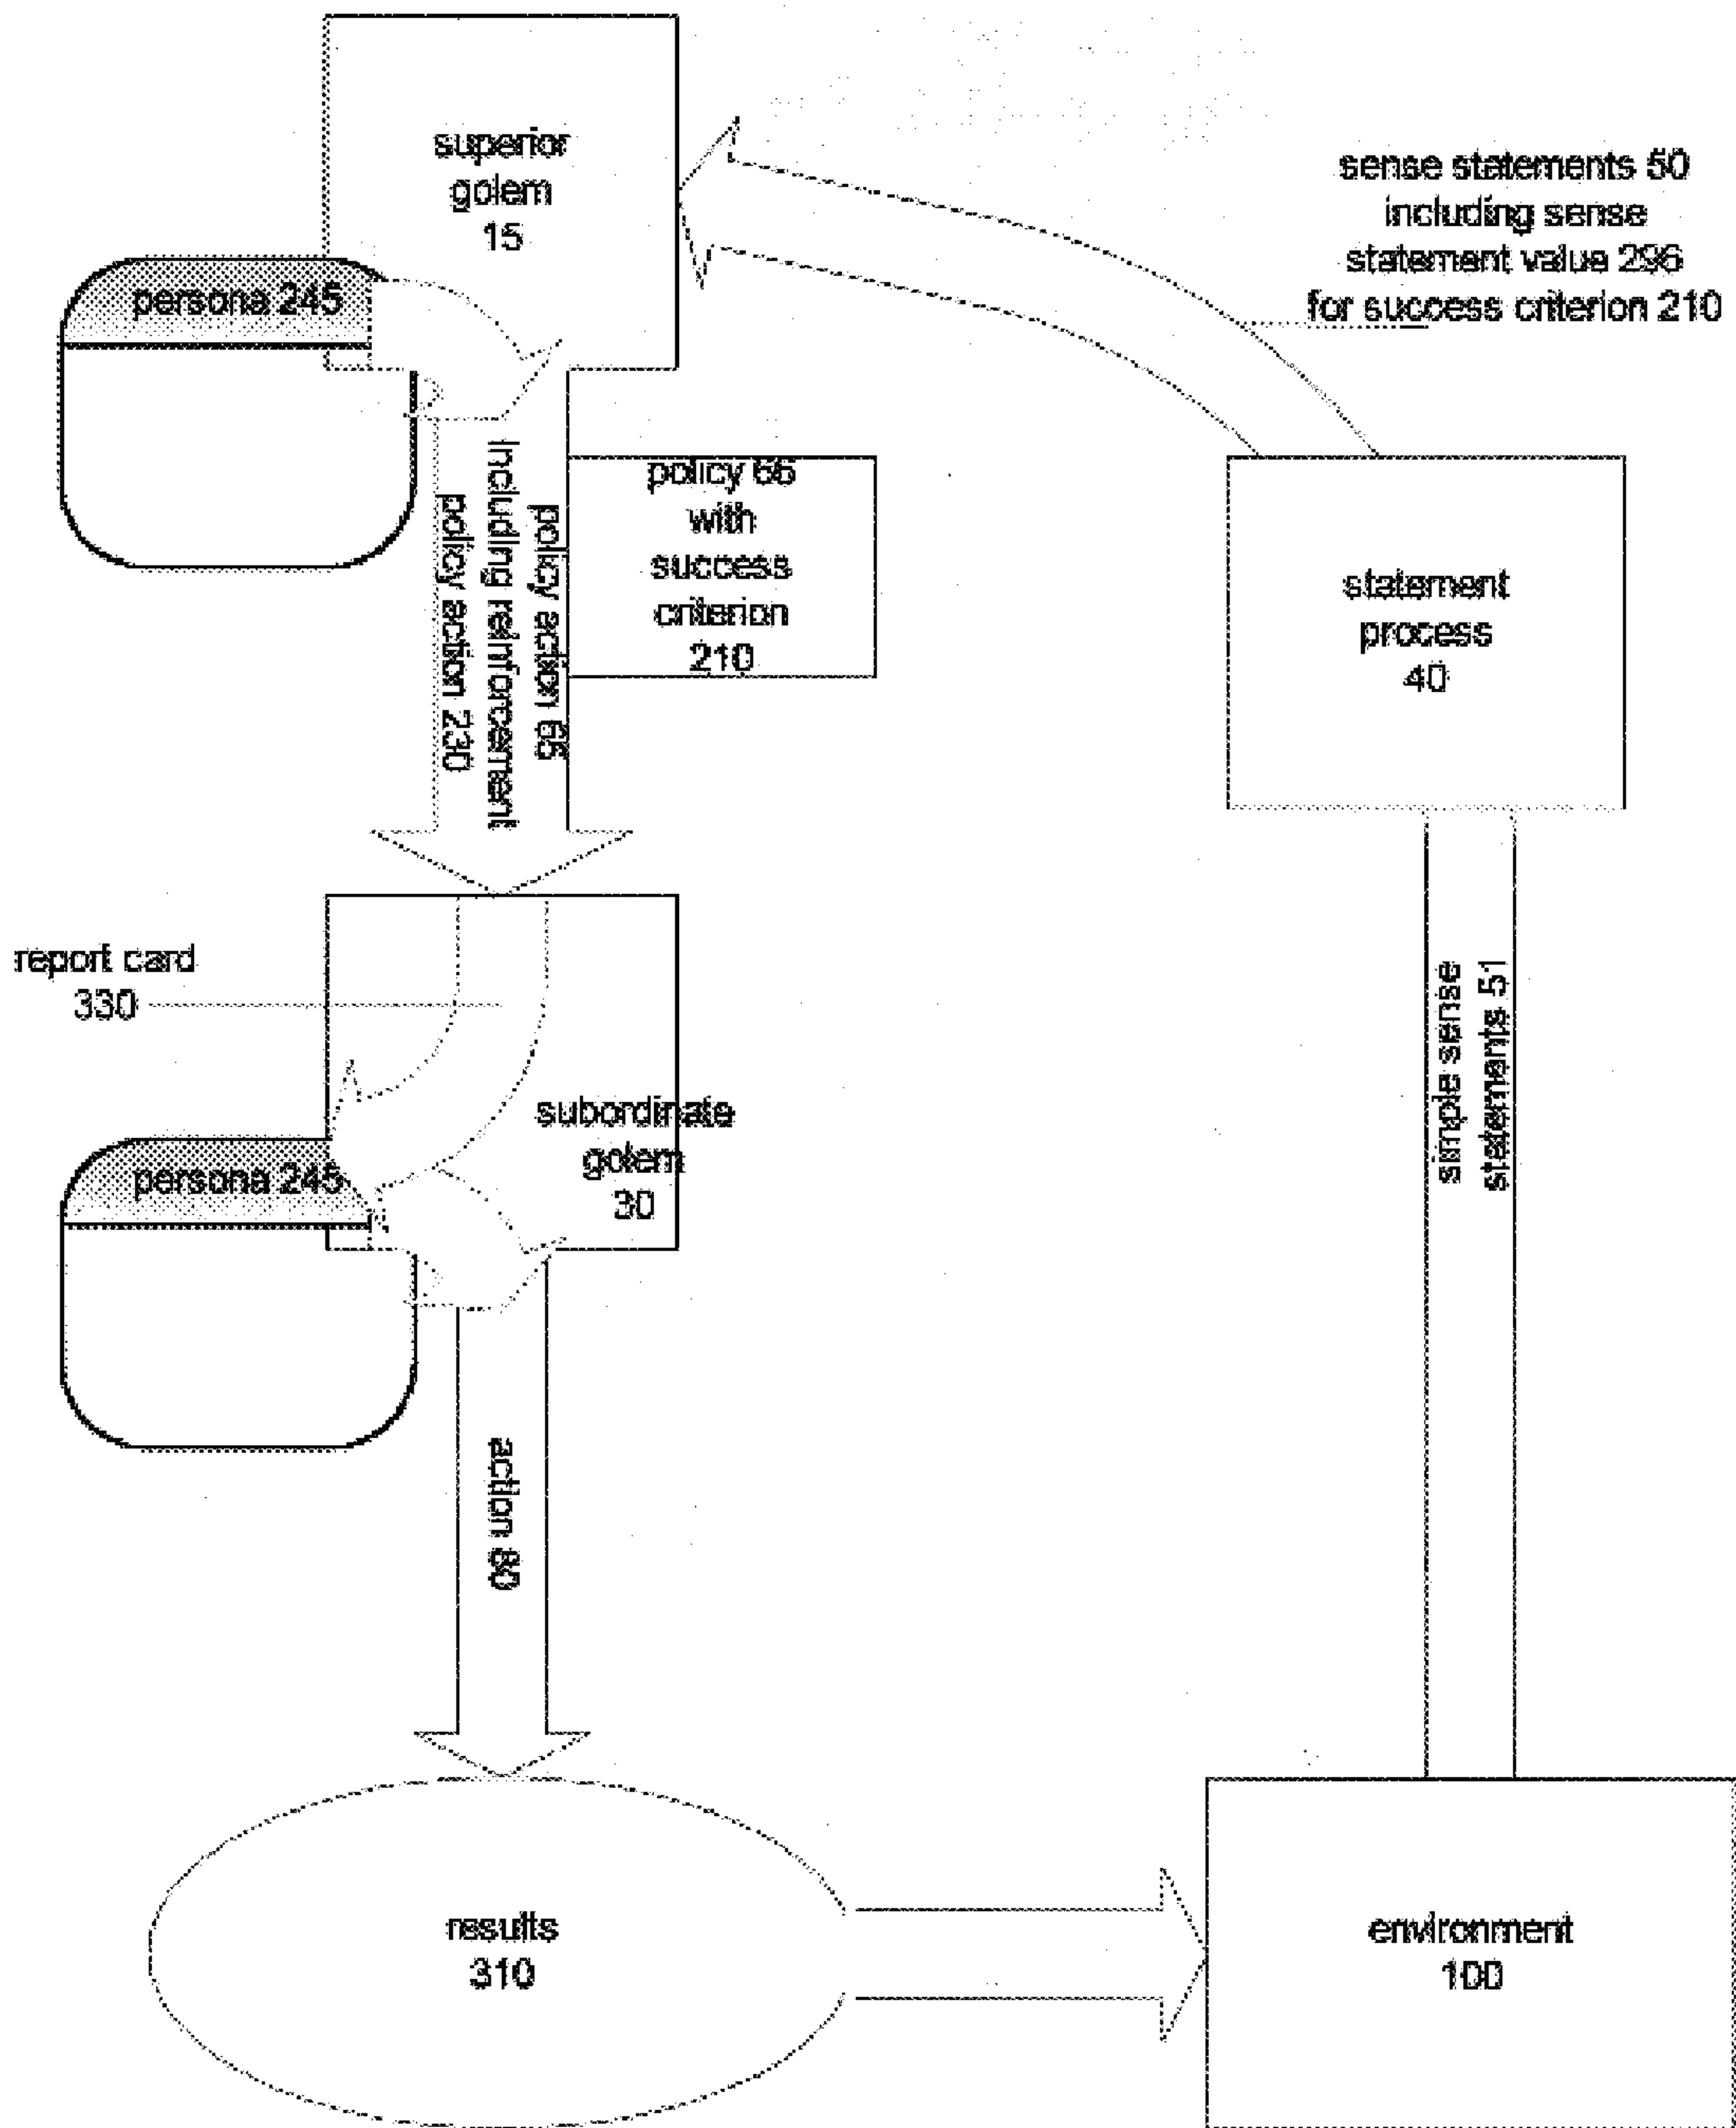 superior
golem
15
sense statements 50
including sense
statement value 296
for success criterion 210
persona 245
policy action 65
including reinforcement
policy action 230
policy 66
with
success
criterion
210
statement
process
40
report card
330
simple sense
statements 51
subordinate
golem
30
persona 245
action 80
results
310
environment
100